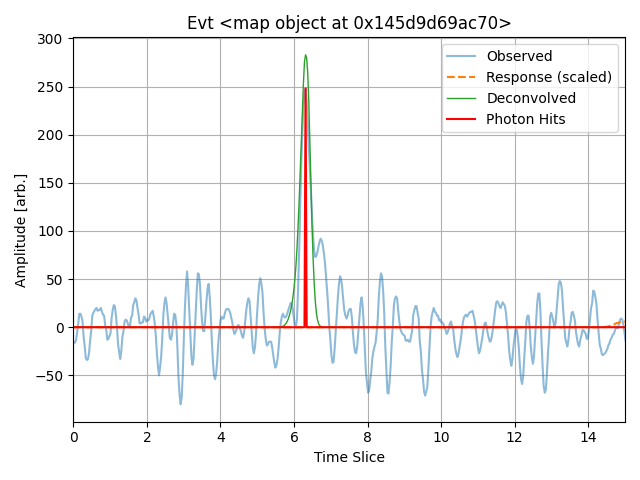 Evt <map object at 0x145d9d69ac70>
Observed
Response (scaled)
Deconvolved
Photon Hits
Amplitude [arb.]
300
250
200
150
100
50
0
−50
0 2 4 6 8 10 12 14
Time Slice